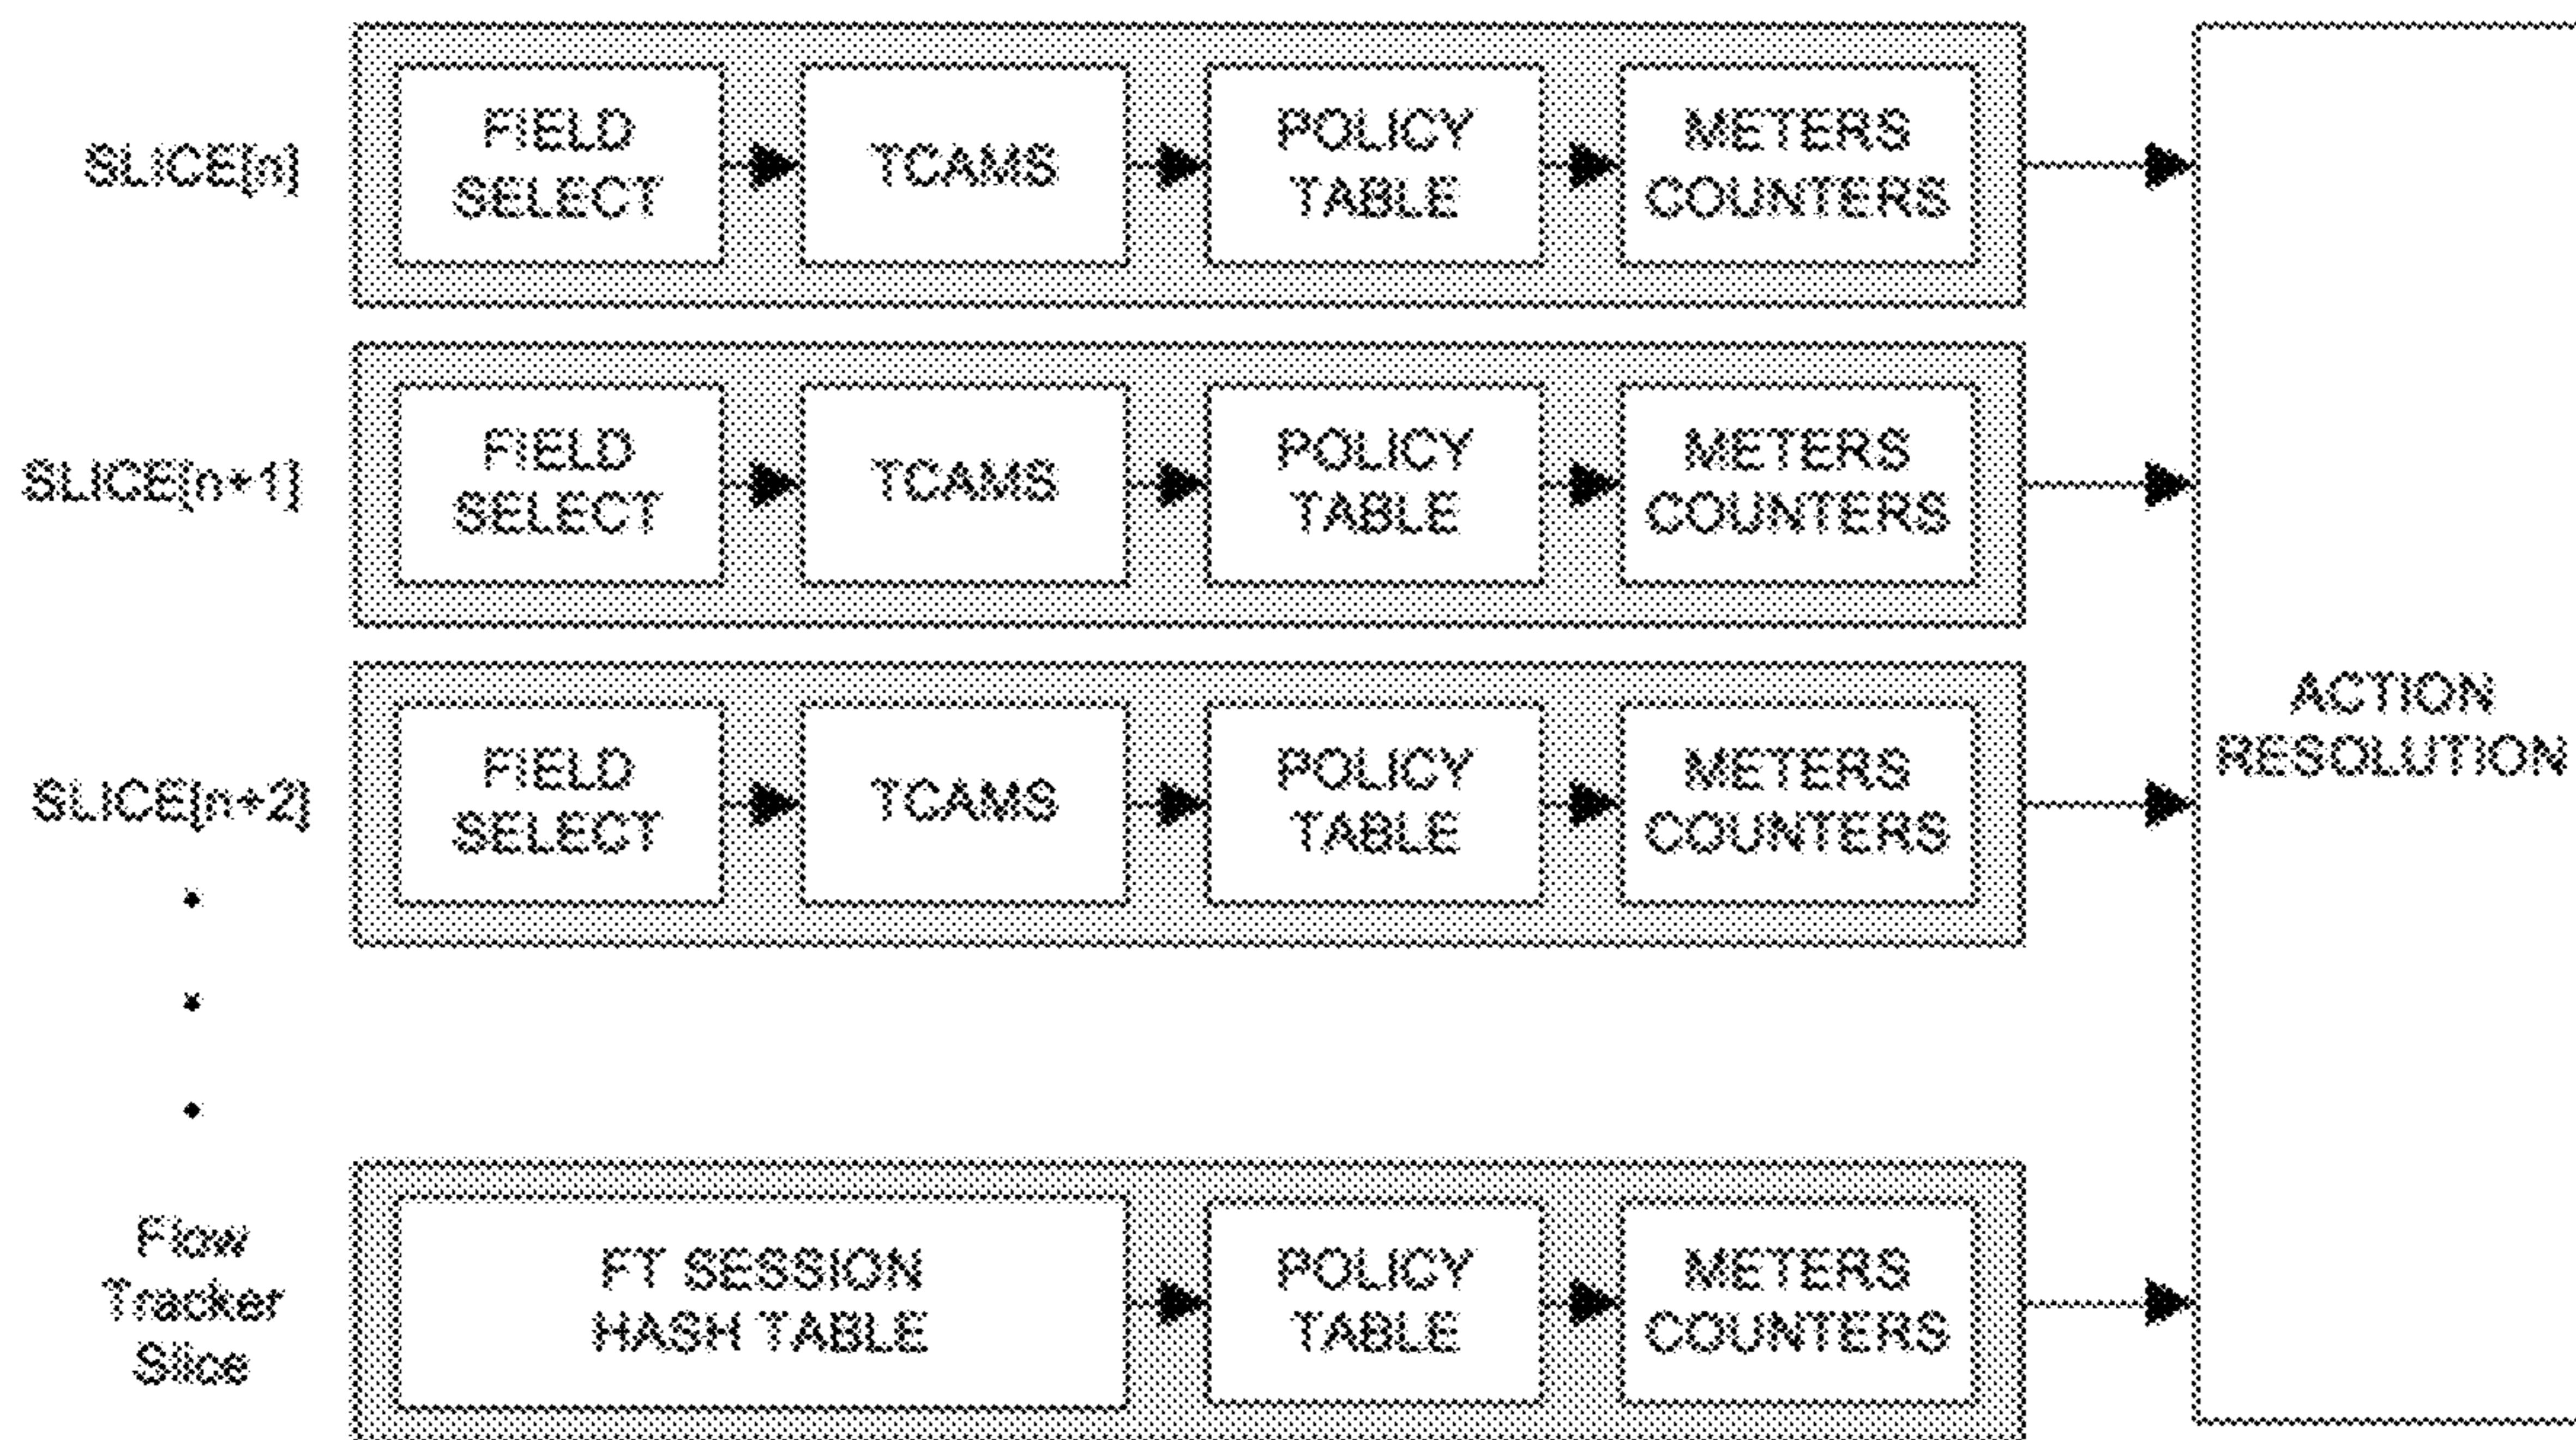 SLICE[n]
FIELD
SELECT
TCAMS
POLICY
TABLE
METERS
COUNTERS
SLICE[n+1]
FIELD
SELECT
TCAMS
POLICY
TABLE
METERS
COUNTERS
SLICE[n+2]
FIELD
SELECT
TCAMS
POLICY
TABLE
METERS
COUNTERS
ACTION
RESOLUTION
Flow
Tracker
Slice
FT SESSION
HASH TABLE
POLICY
TABLE
METERS
COUNTERS